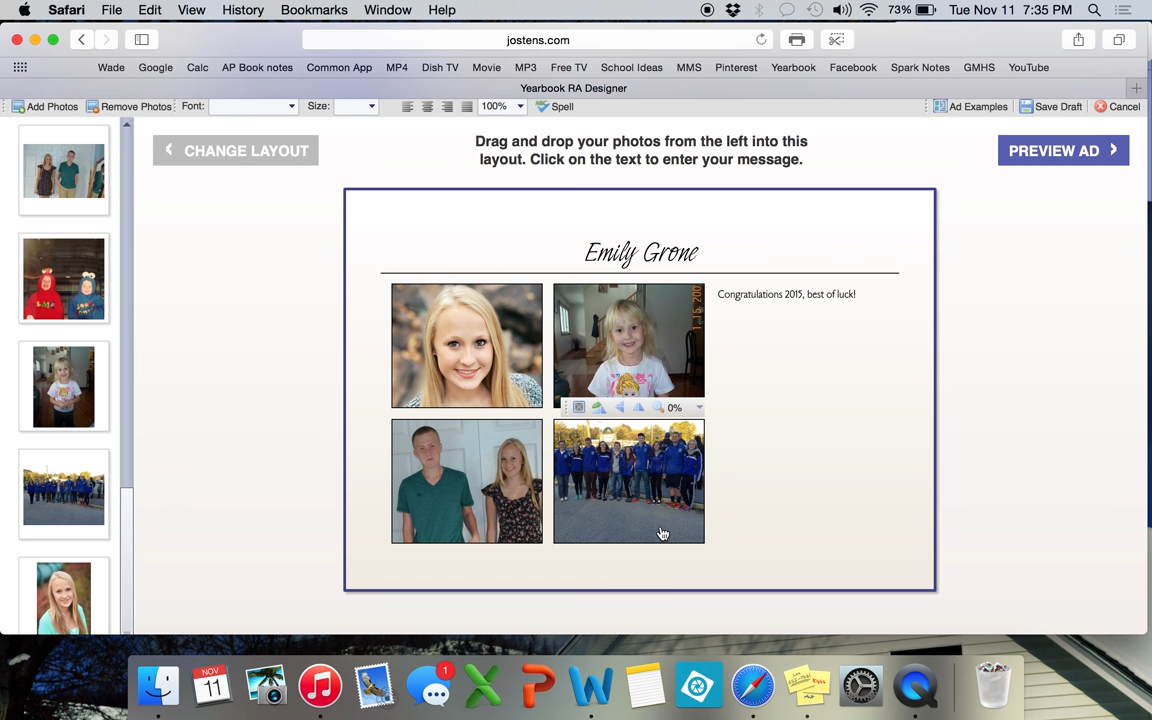 Safari File Edit View History Bookmarks Window Help 73% Tue Nov 11 7:35 PM
jostens.com
Wade Google Calc AP Book notes Common App MP4 Dish TV Movie MP3 Free TV School Ideas MMS Pinterest Yearbook Facebook Spark Notes GMHS YouTube
Yearbook RA Designer
Add Photos Remove Photos Font: Size: 100% Spell Ad Examples Save Draft Cancel
CHANGE LAYOUT
Drag and drop your photos from the left into this
layout. Click on the text to enter your message.
PREVIEW AD
Emily Grone
Congratulations 2015, best of luck!
0%
NOV
11
1